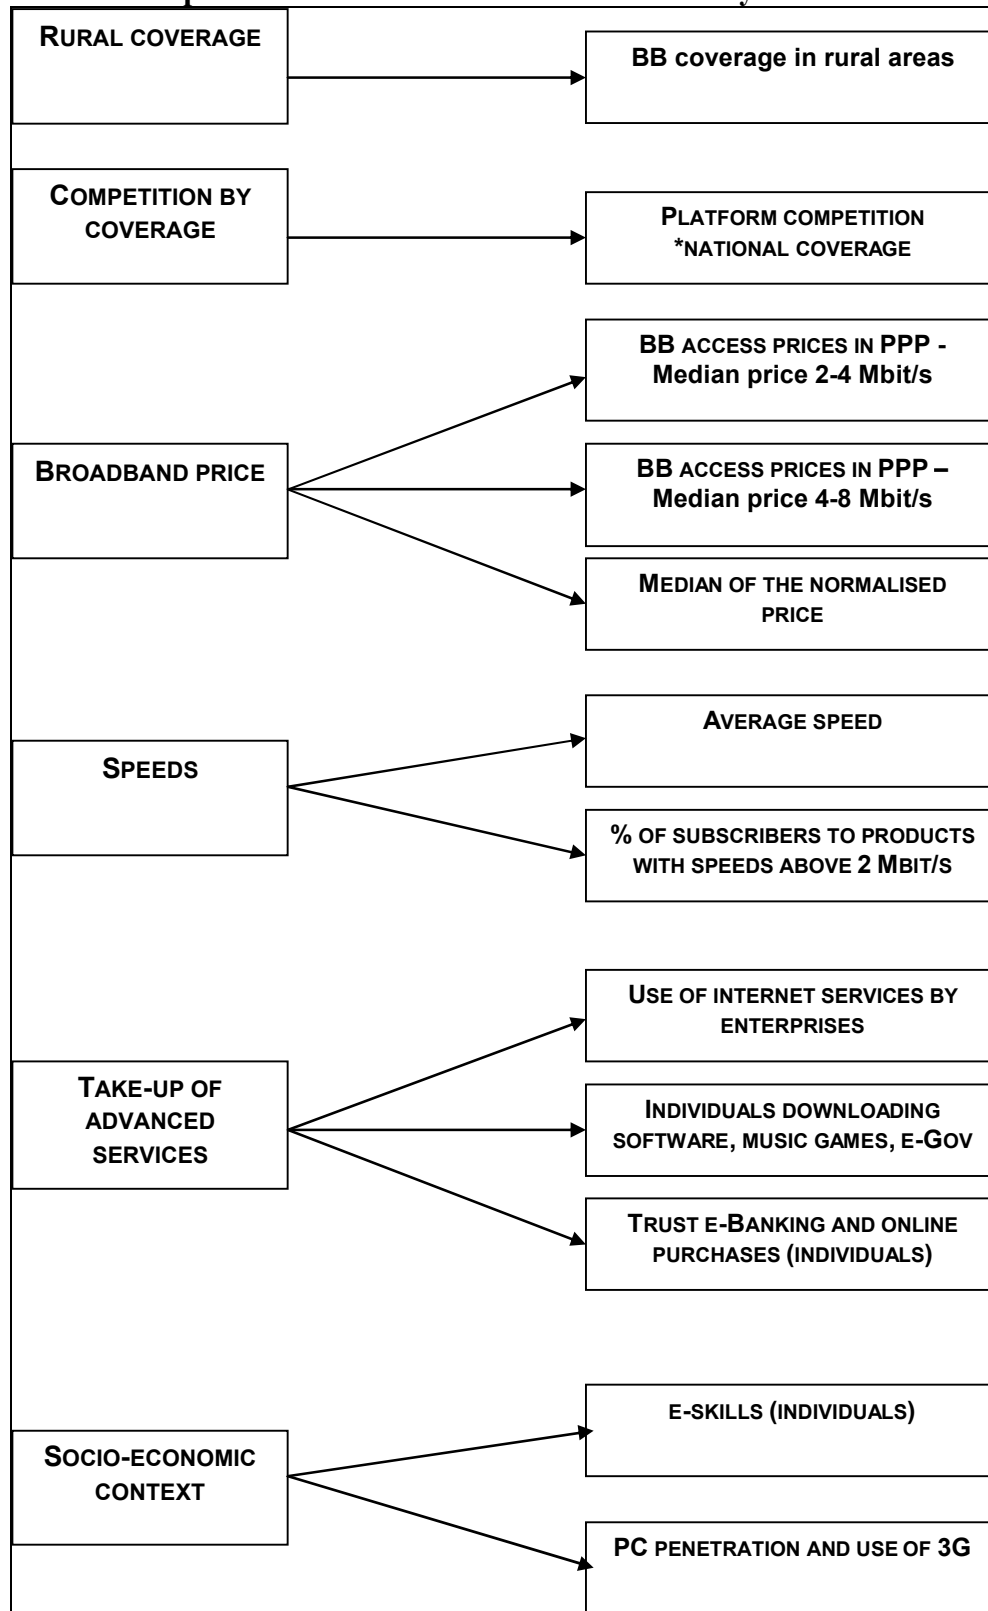 RURAL COVERAGE
BB coverage in rural areas
COMPETITION BY
COVERAGE
PLATFORM COMPETITION
*NATIONAL COVERAGE
BB ACCESS PRICES IN PPP -
Median price 2-4 Mbit/s
BROADBAND PRICE
BB ACCESS PRICES IN PPP –
Median price 4-8 Mbit/s
MEDIAN OF THE NORMALISED
PRICE
SPEEDS
AVERAGE SPEED
% OF SUBSCRIBERS TO PRODUCTS
WITH SPEEDS ABOVE 2 MBIT/S
USE OF INTERNET SERVICES BY
ENTERPRISES
TAKE-UP OF
ADVANCED
SERVICES
INDIVIDUALS DOWNLOADING
SOFTWARE, MUSIC GAMES, E-GOV
TRUST E-BANKING AND ONLINE
PURCHASES (INDIVIDUALS)
SOCIO-ECONOMIC
CONTEXT
E-SKILLS (INDIVIDUALS)
PC PENETRATION AND USE OF 3G